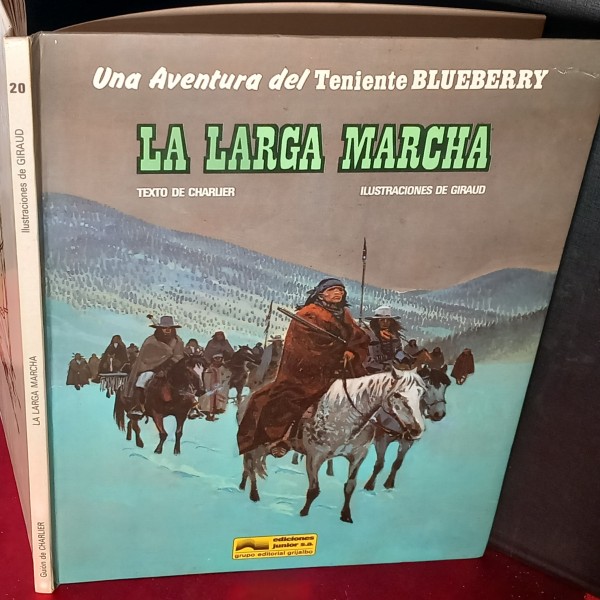 20
Ilustraciones de GIRAUD
LA LARGA MARCHA
Guión de CHARLIER
Una Aventura del Teniente BLUEBERRY
LA LARGA MARCHA
TEXTO DE CHARLIER
ILUSTRACIONES DE GIRAUD
ediciones
junior s.a.
grupo editorial grijalbo